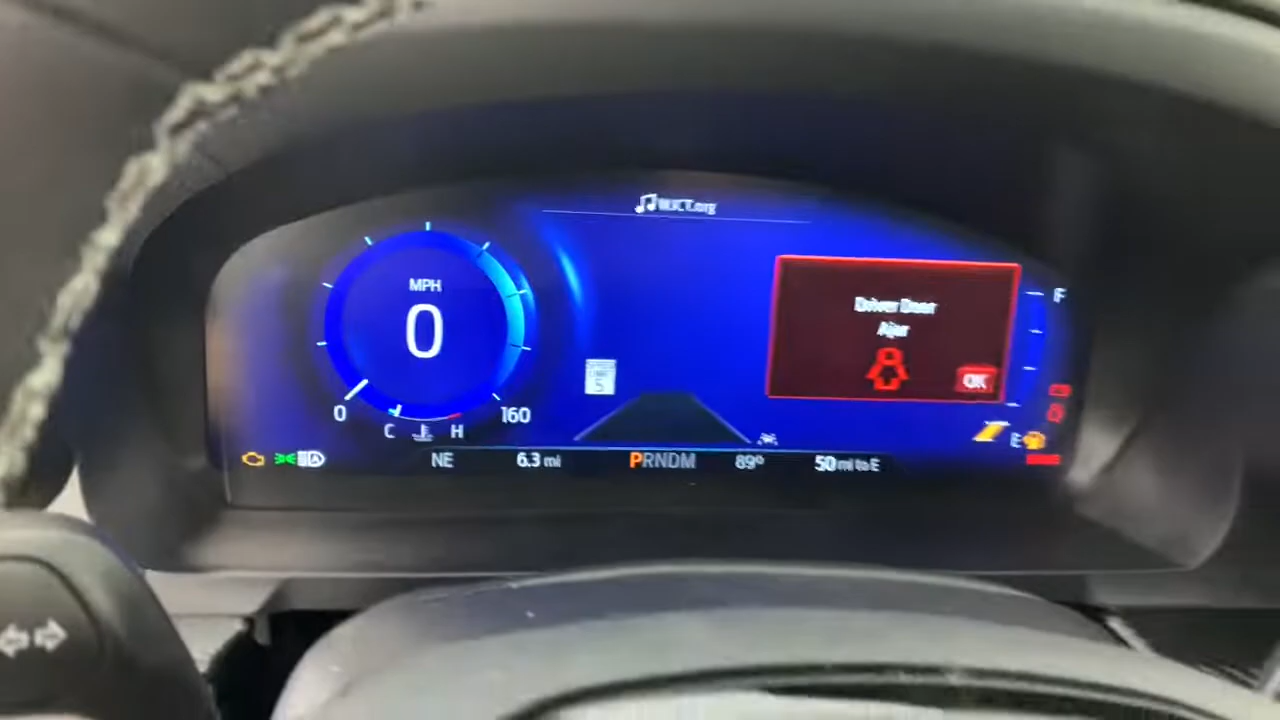 WJCT.org
MPH
0
0
160
C
H
Driver Door
Ajar
OK
F
E
5
NE
6.3 mi
PRNDM
89°
50 mi to E